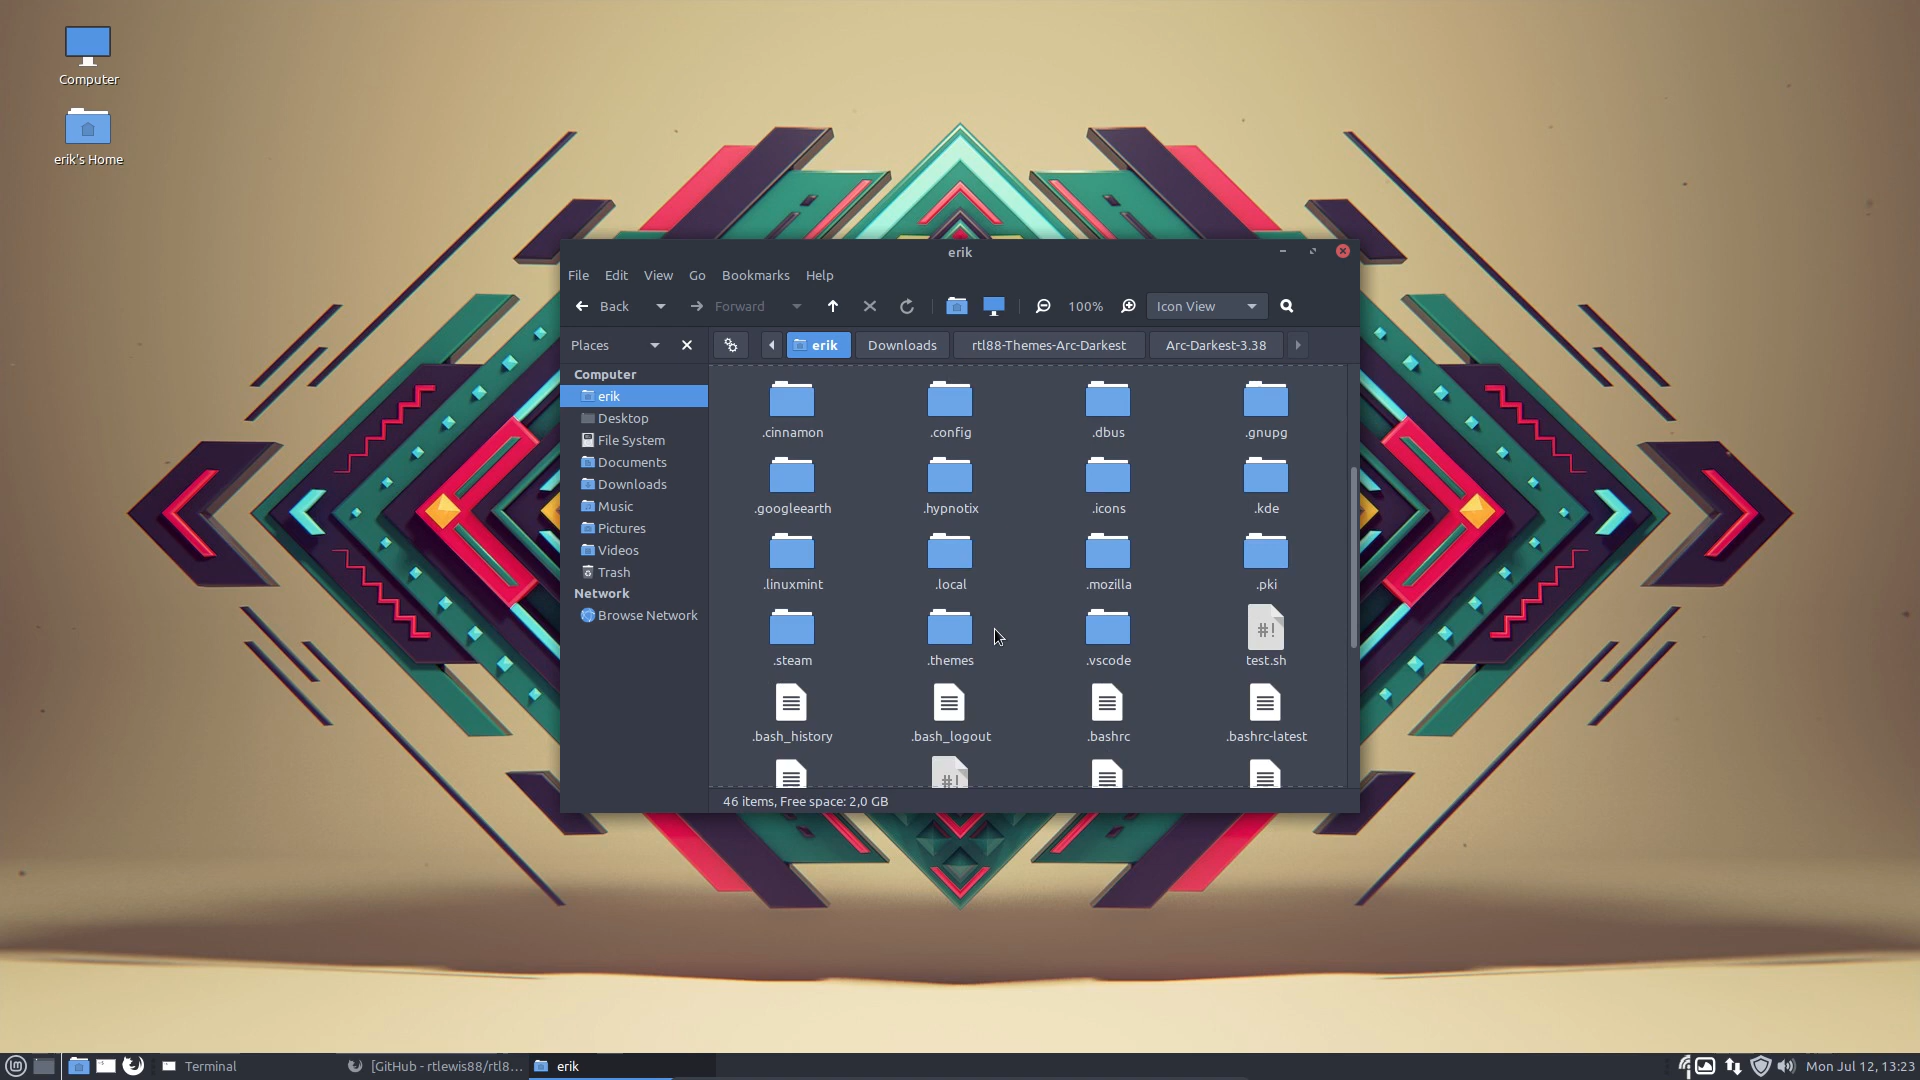 Computer
erik's Home
erik
File Edit View Go Bookmarks Help
Back Forward 100% Icon View
Places erik Downloads rtl88-Themes-Arc-Darkest Arc-Darkest-3.38
Computer
erik
Desktop
File System
Documents
Downloads
Music
Pictures
Videos
Trash
Network
Browse Network
.cinnamon .config .dbus .gnupg
.googleearth .hypnotix .icons .kde
.linuxmint .local .mozilla .pki
.steam .themes .vscode test.sh
.bash_history .bash_logout .bashrc .bashrc-latest
46 items, Free space: 2,0 GB
Terminal [GitHub - rtlewis88/rtl8... erik Mon Jul 12, 13:23